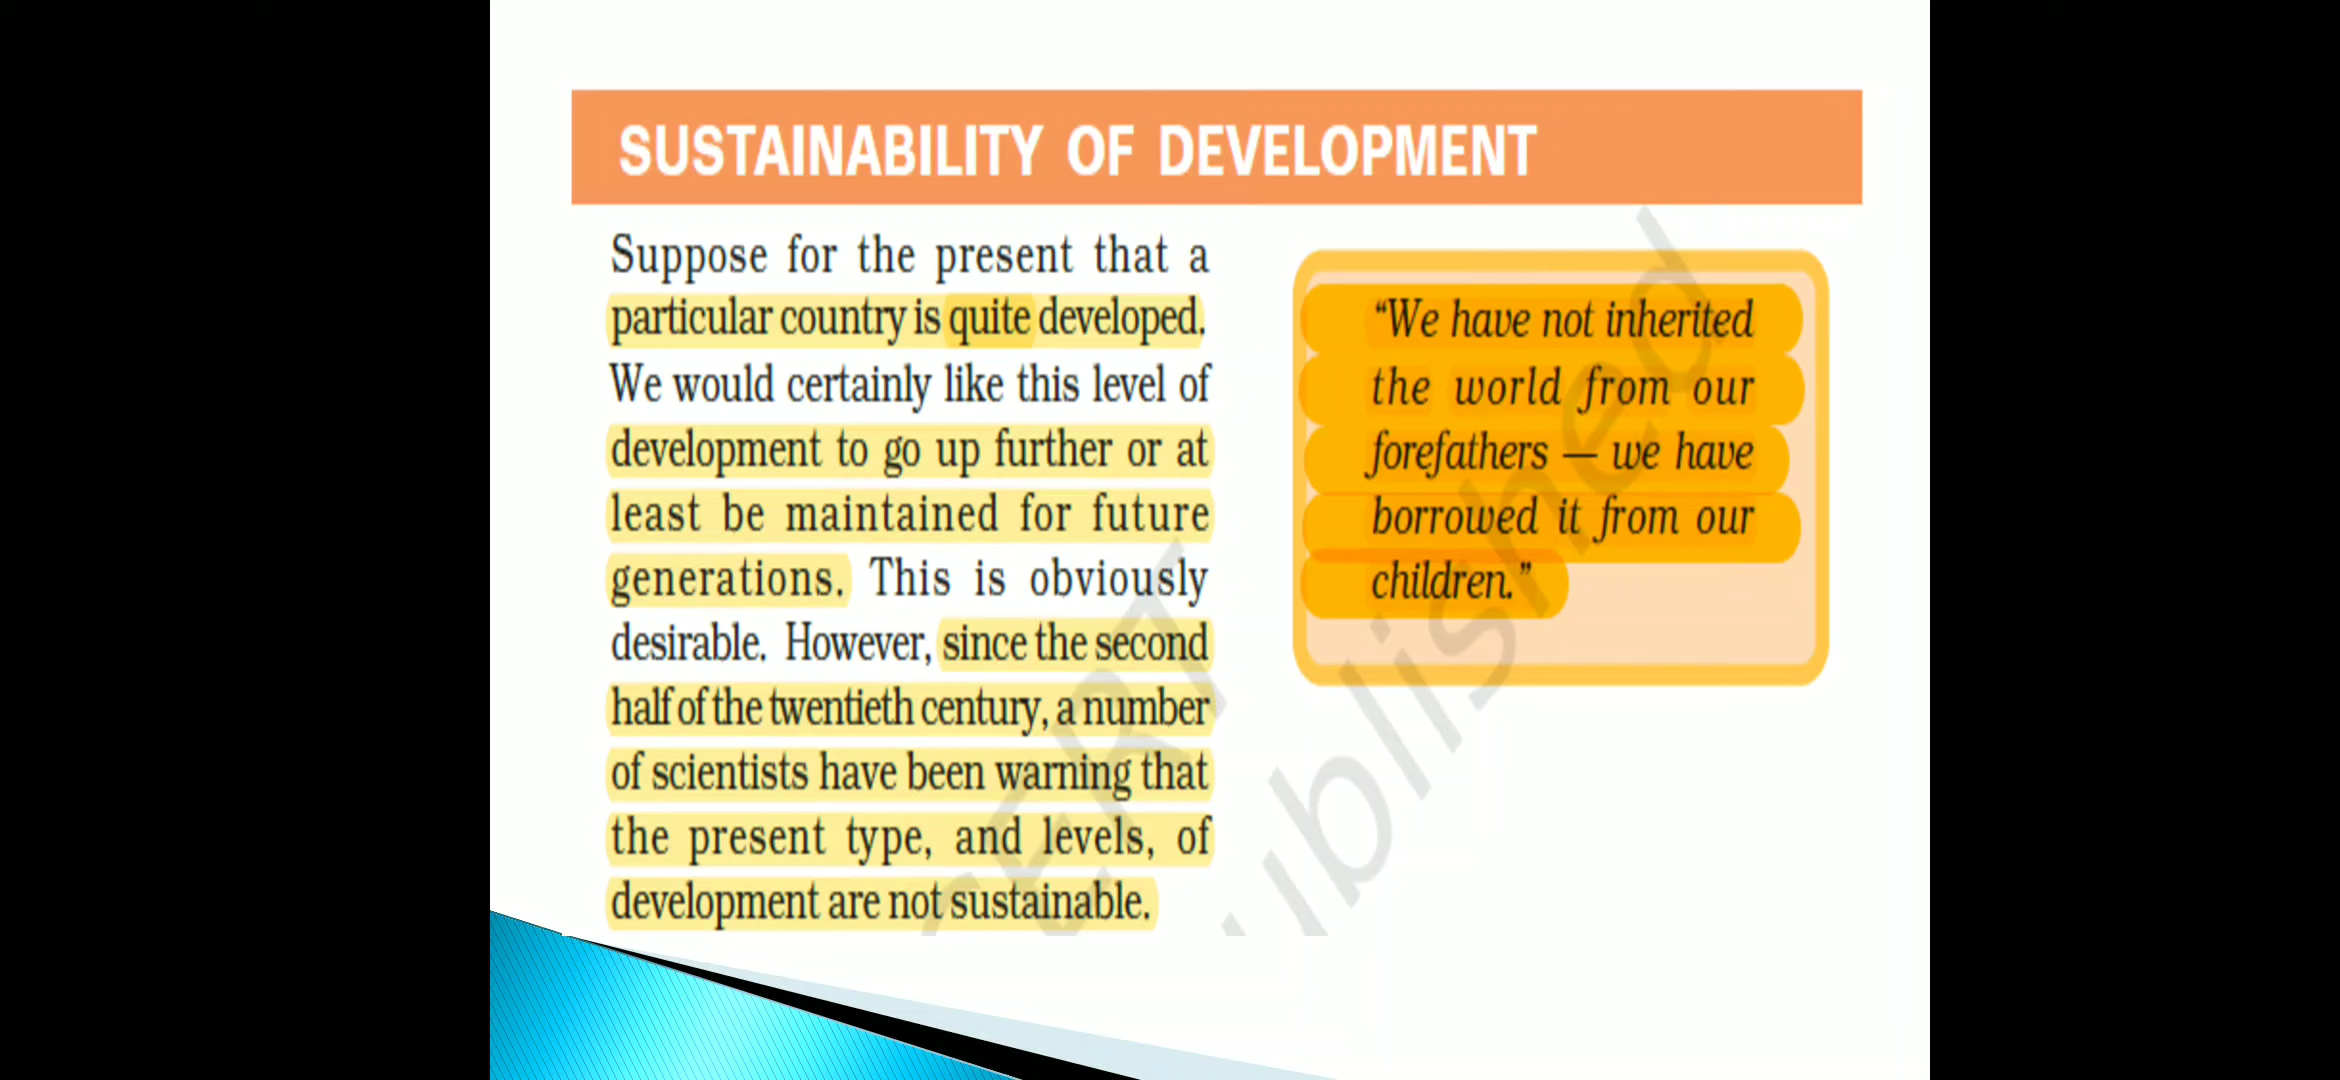 SUSTAINABILITY OF DEVELOPMENT
Suppose for the present that a
particular country is quite developed.
We would certainly like this level of
development to go up further or at
least be maintained for future
generations. This is obviously
desirable. However, since the second
half of the twentieth century, a number
of scientists have been warning that
the present type, and levels, of
development are not sustainable.
“We have not inherited
the world from our
forefathers — we have
borrowed it from our
children.”